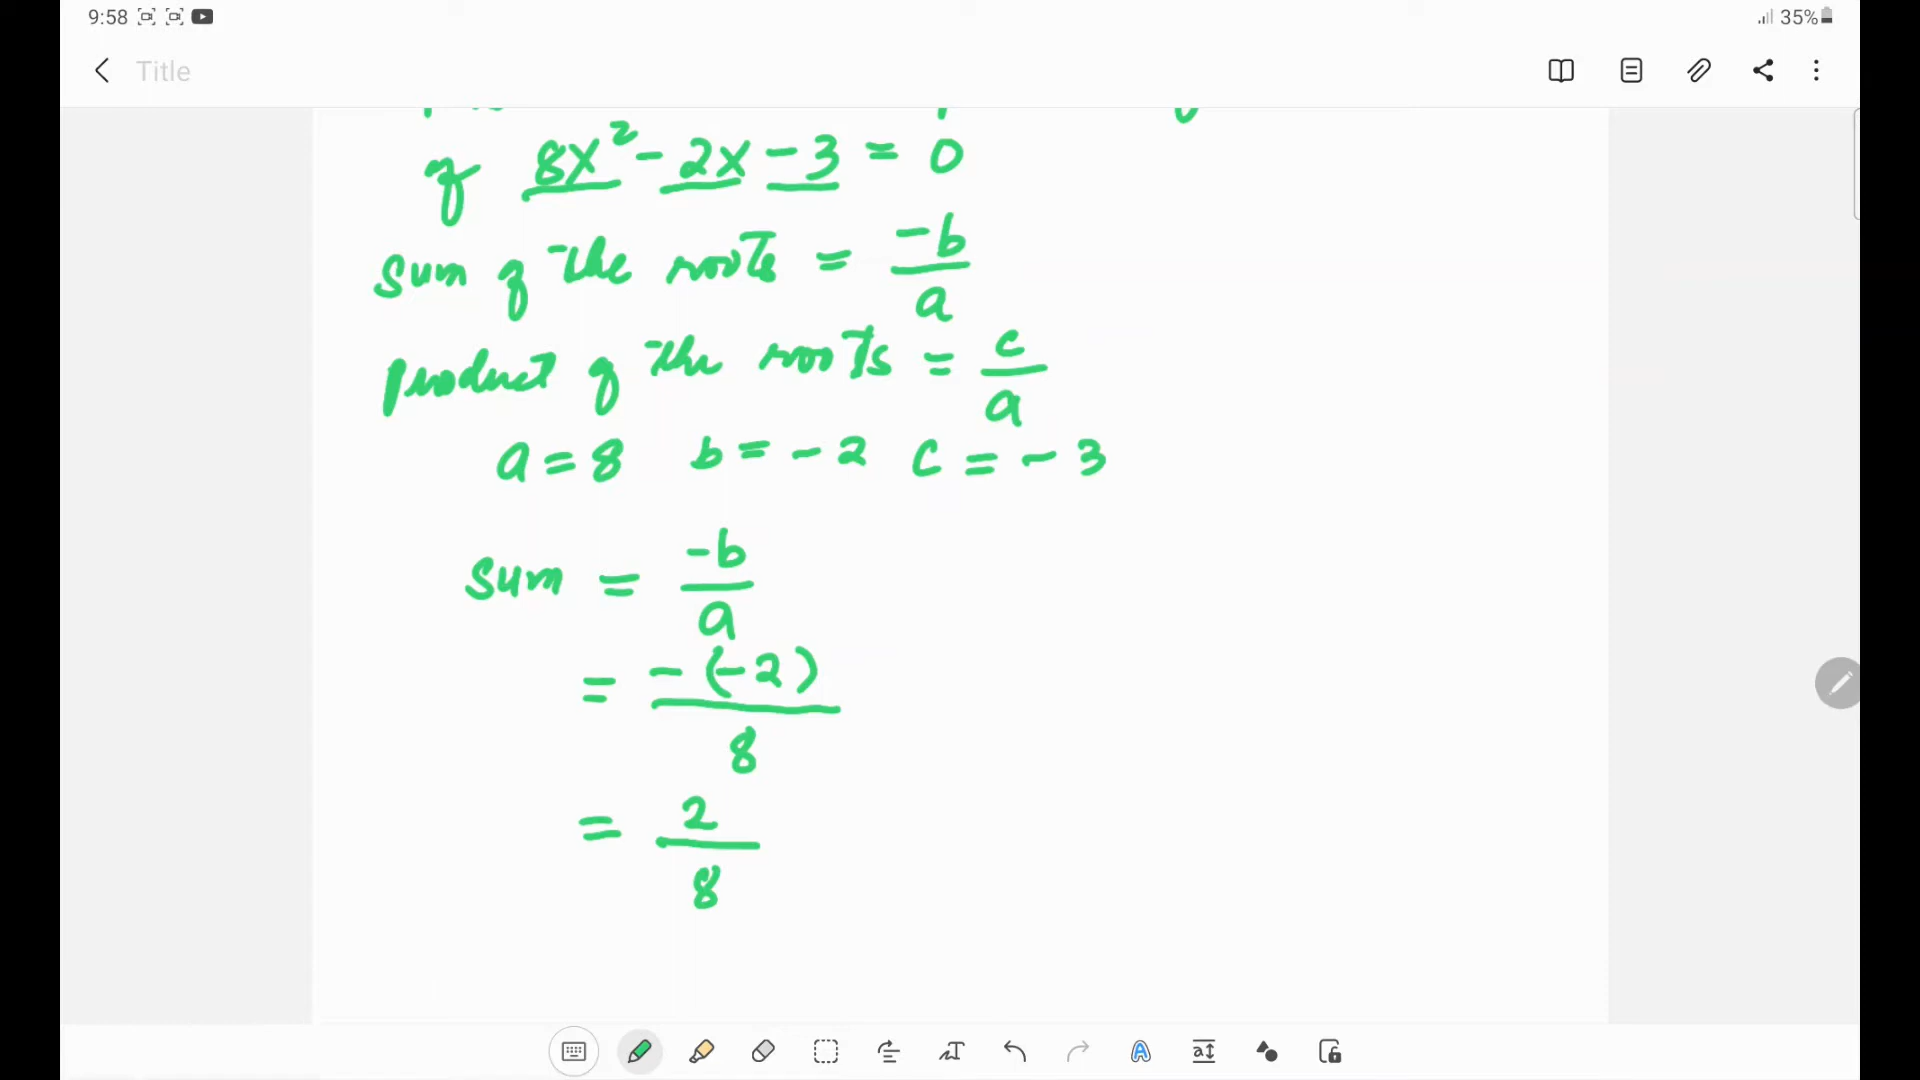 9:58 35%
Title
of 8x² - 2x - 3 = 0
sum of the roots = -b/a
product of the roots = c/a
a = 8 b = -2 c = -3
sum = -b/a
= -(-2)/8
= 2/8